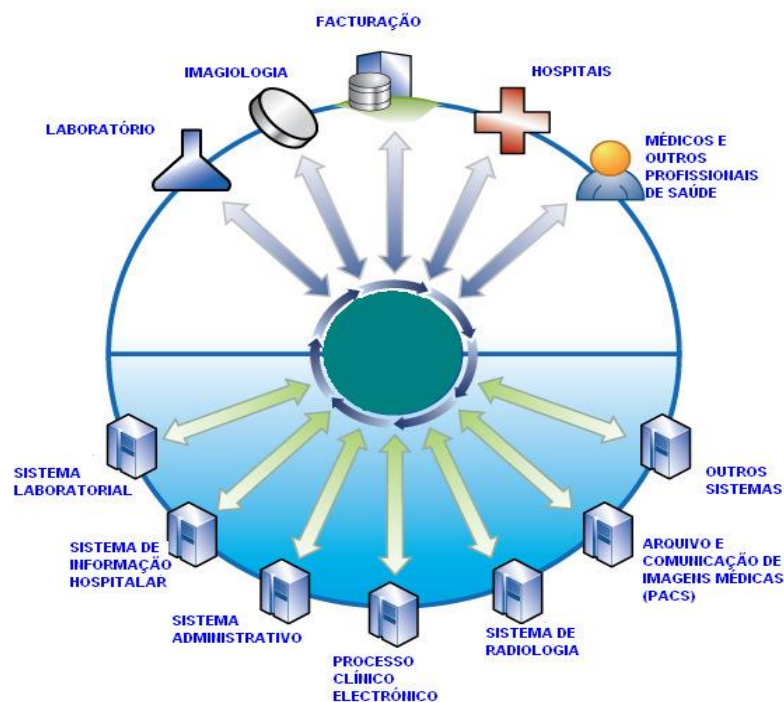 FACTURAÇÃO
IMAGIOLOGIA
HOSPITAIS
LABORATÓRIO
MÉDICOS E
OUTROS
PROFISSIONAIS
DE SAÚDE
SISTEMA
LABORATORIAL
OUTROS
SISTEMAS
SISTEMA DE
INFORMAÇÃO
HOSPITALAR
ARQUIVO E
COMUNICAÇÃO DE
IMAGENS MÉDICAS
(PACS)
SISTEMA
ADMINISTRATIVO
SISTEMA DE
RADIOLOGIA
PROCESSO
CLÍNICO
ELECTRÓNICO